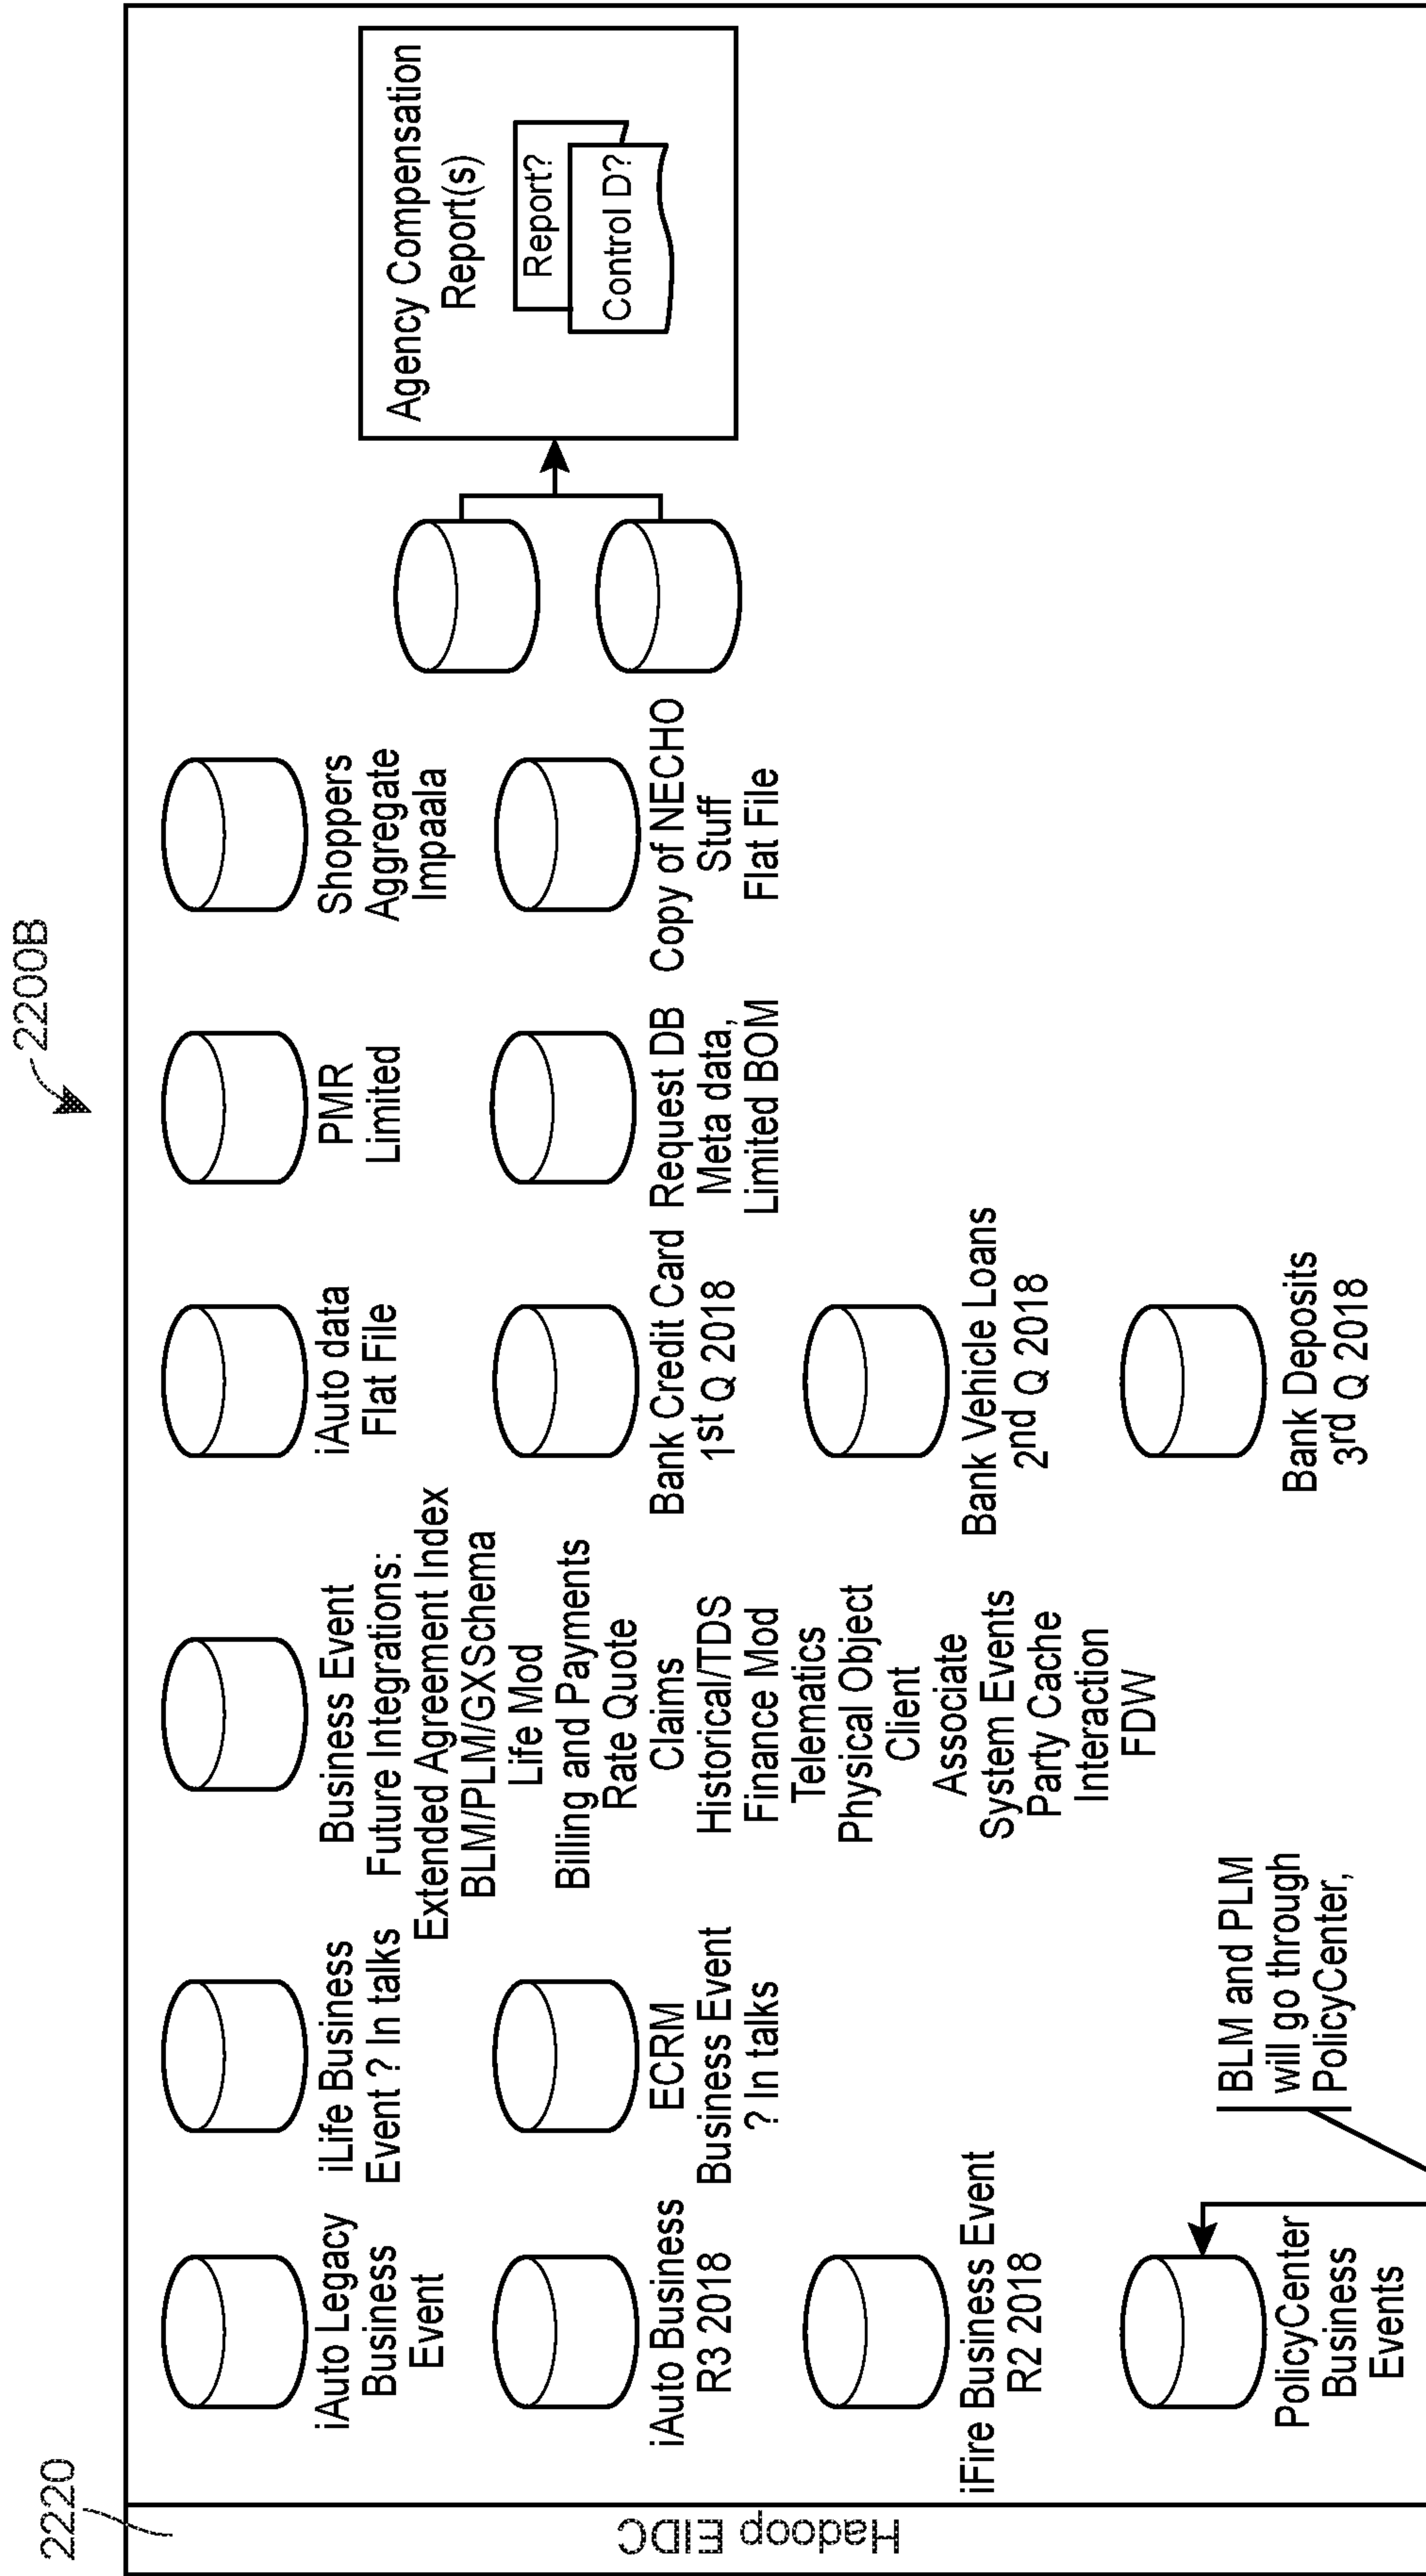 2200B
2220
Hadoop EIDC
iAuto Legacy
Business
Event
iLife Business
Event ? In talks
Business Event
Future Integrations:
Extended Agreement Index
BLM/PLM/GXSchema
Life Mod
Billing and Payments
Rate Quote
Claims
Historical/TDS
Finance Mod
Telematics
Physical Object
Client
Associate
System Events
Party Cache
Interaction
FDW
iAuto data
Flat File
PMR
Limited
Shoppers
Aggregate
Impaala
Agency Compensation
Report(s)
Report?
Control D?
iAuto Business
R3 2018
ECRM
Business Event
? In talks
Bank Credit Card
1st Q 2018
Request DB
Meta data,
Limited BOM
Copy of NECHO
Stuff
Flat File
iFire Business Event
R2 2018
Bank Vehicle Loans
2nd Q 2018
PolicyCenter
Business
Events
BLM and PLM
will go through
PolicyCenter,
Bank Deposits
3rd Q 2018